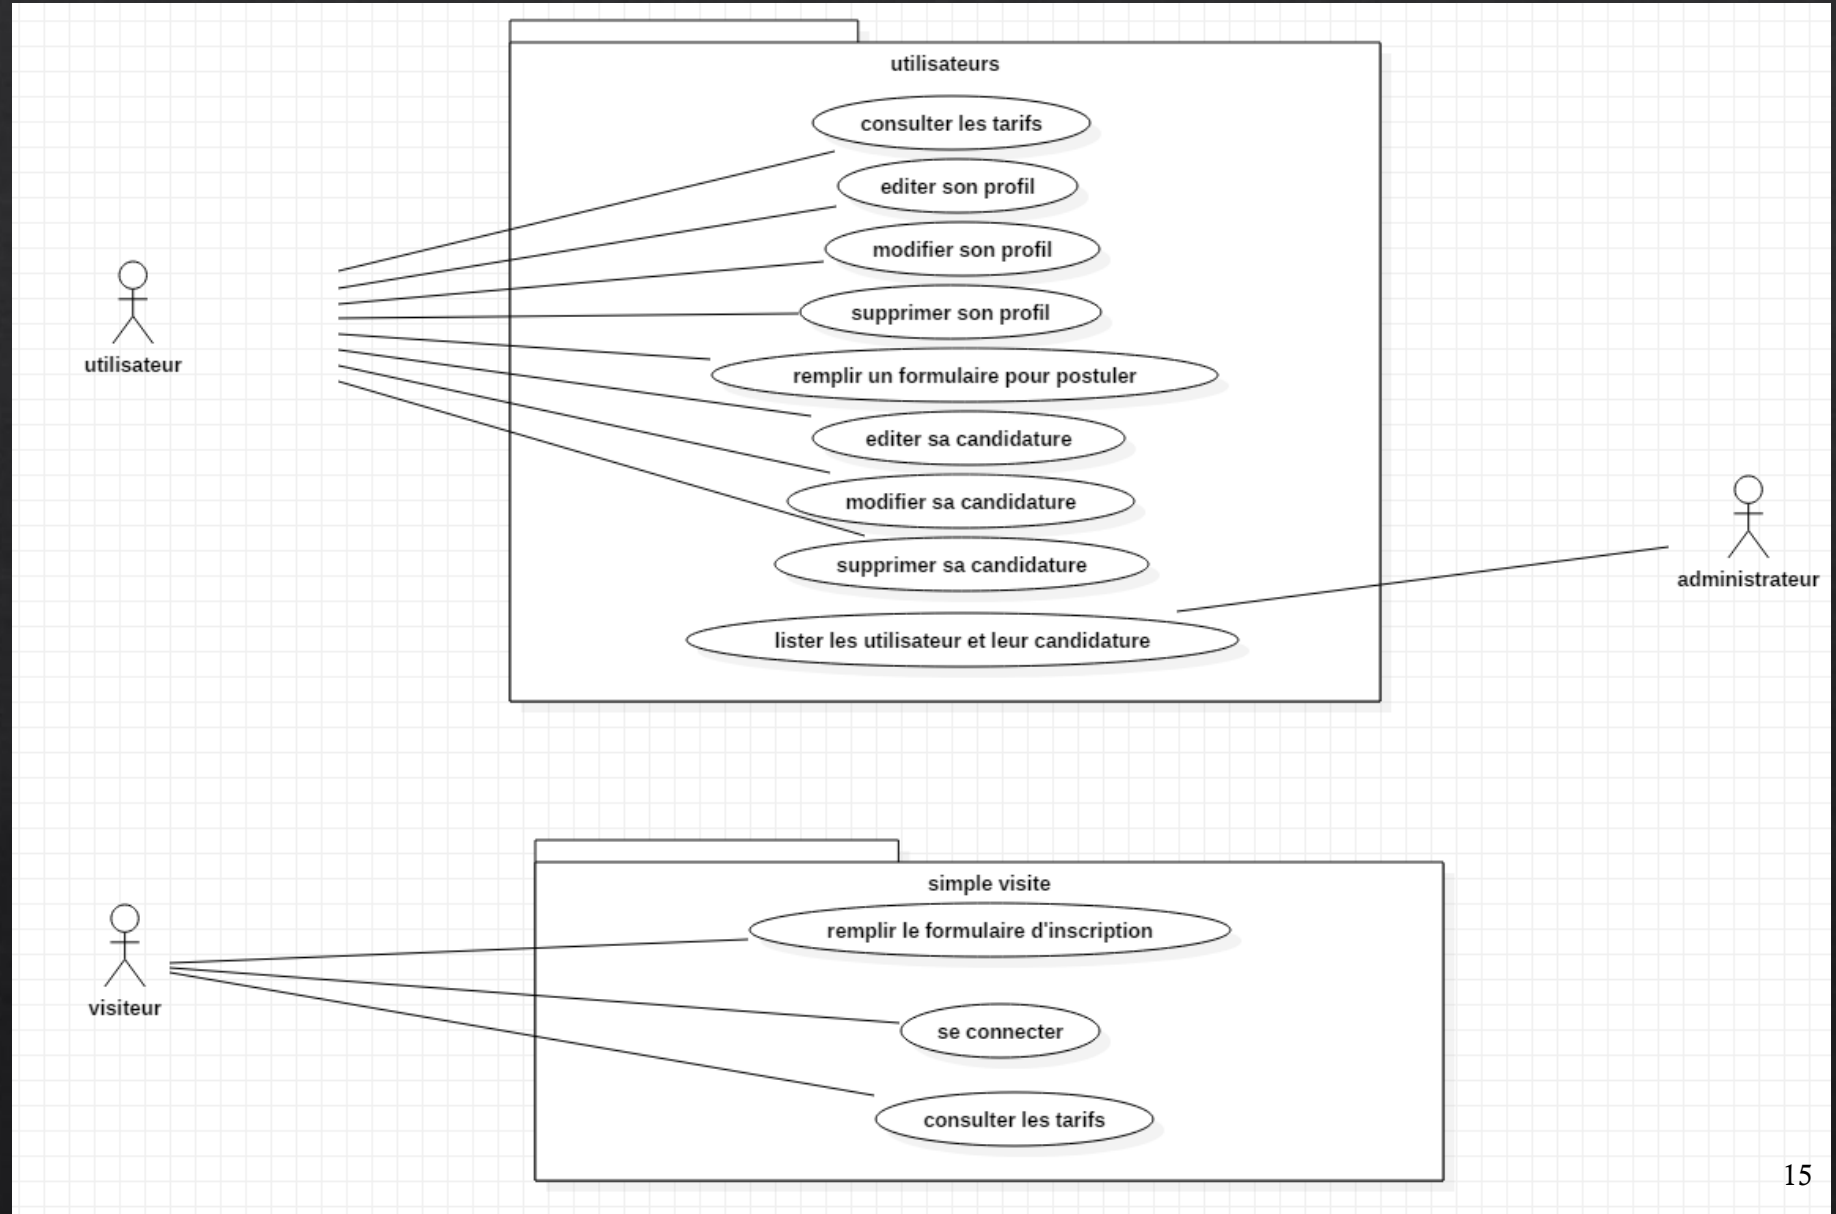 utilisateurs
consulter les tarifs
editer son profil
modifier son profil
supprimer son profil
utilisateur
remplir un formulaire pour postuler
editer sa candidature
modifier sa candidature
supprimer sa candidature
administrateur
lister les utilisateur et leur candidature
simple visite
remplir le formulaire d'inscription
visiteur
se connecter
consulter les tarifs
15